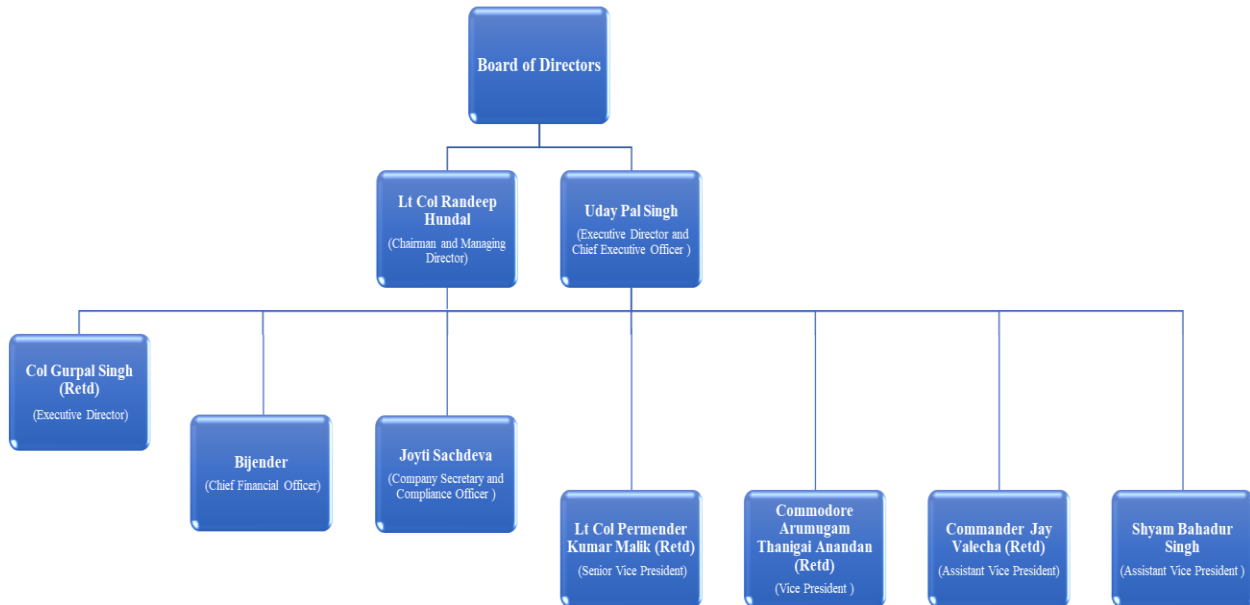 Board of Directors
Lt Col Randeep
Hundal
(Chairman and Managing
Director)
Uday Pal Singh
(Executive Director and
Chief Executive Officer )
Col Gurpal Singh
(Retd)
(Executive Director)
Bijender
(Chief Financial Officer)
Joyti Sachdeva
(Company Secretary and
Compliance Officer )
Lt Col Permender
Kumar Malik (Retd)
(Senior Vice President)
Commodore
Arumugam
Thanigai Anandan
(Retd)
(Vice President )
Commander Jay
Valecha (Retd)
(Assistant Vice President)
Shyam Bahadur
Singh
(Assistant Vice President )